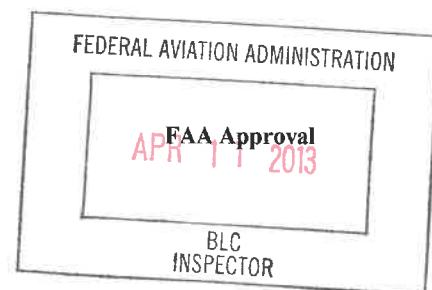 FEDERAL AVIATION ADMINISTRATION
FAA Approval
APR 11 2013
BLC
INSPECTOR